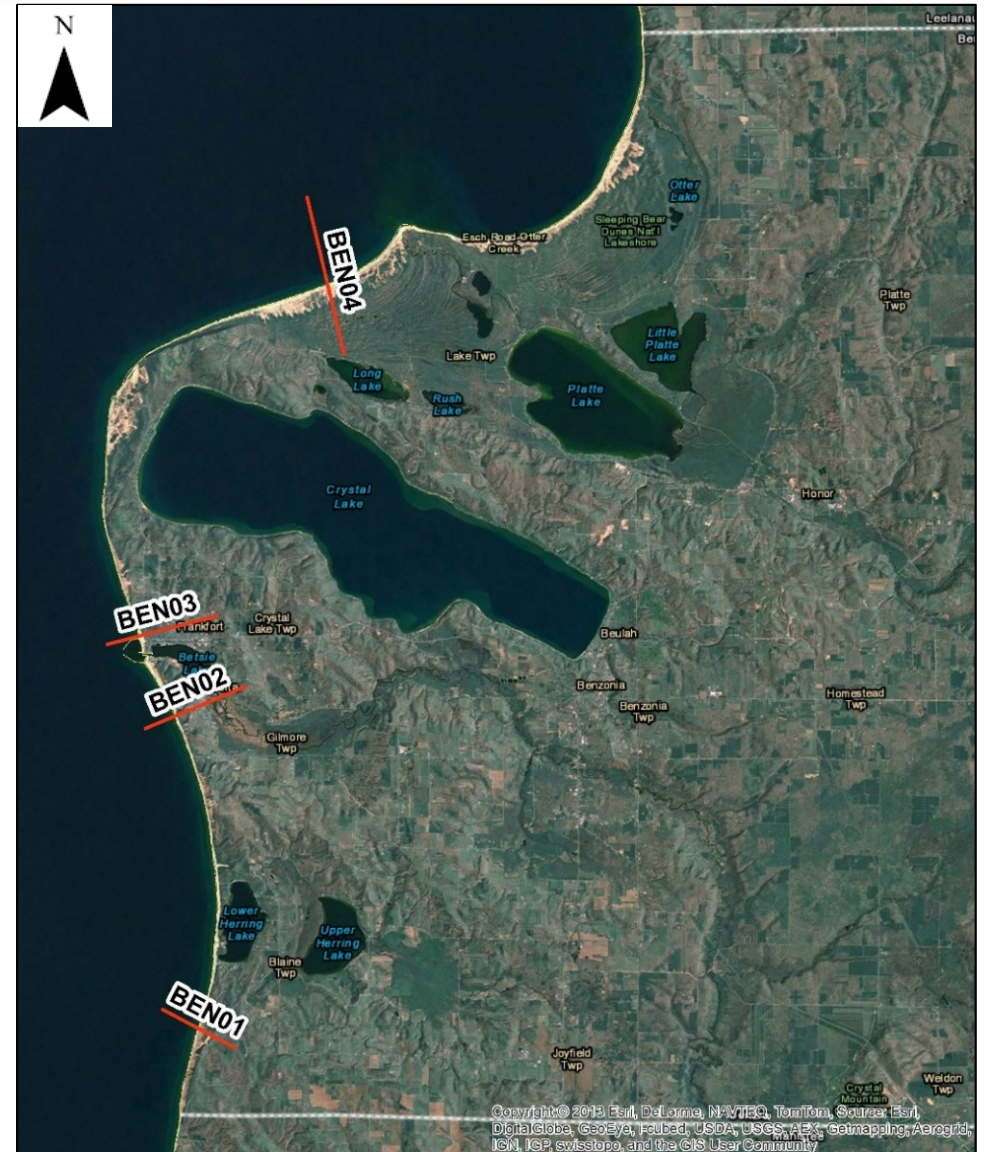 N
Leelanau
Be
Otter
Lake
Sleeping Bear
Dunes Nat'l
Lakeshore
Esch Road Otter
Creek
BEN04
Platte
Twp
Little
Platte
Lake
Lake Twp
Long
Lake
Rush
Lake
Platte
Lake
Crystal
Lake
Honor
BEN03
Frankfort
Crystal
Lake Twp
Beulah
Betsie
Lake
BEN02
Benzonia
Benzonia
Twp
Homestead
Twp
Gilmore
Twp
Lower
Herring
Lake
Upper
Herring
Lake
Blaine
Twp
BEN01
Joyfield
Twp
Crystal
Mountain
Weldon
Twp
Copyright:© 2013 Esri, DeLorme, NAVTEQ, TomTom, Source: Esri,
DigitalGlobe, GeoEye, i-cubed, USDA, USGS, AEX, Getmapping, Aerogrid,
IGN, IGP, swisstopo, and the GIS User Community